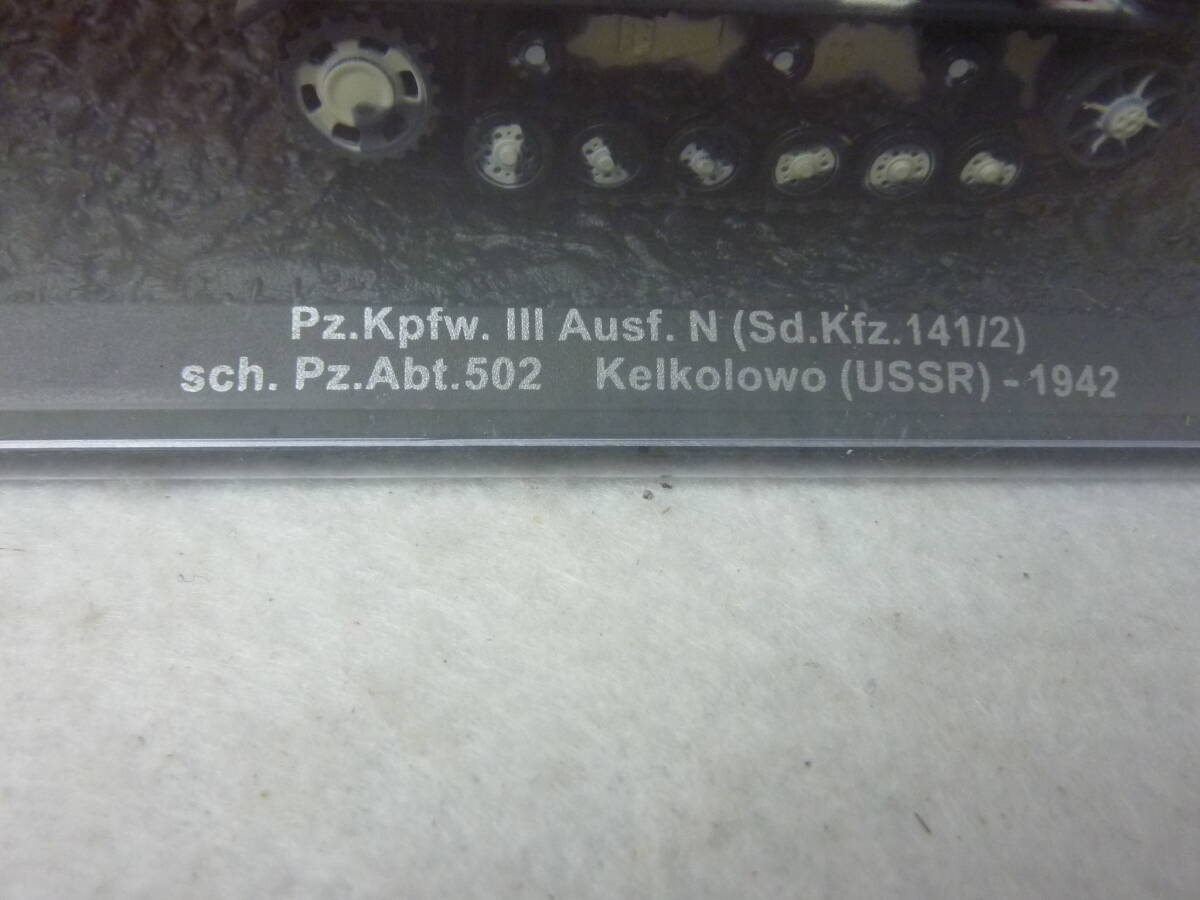 Pz.Kpfw. III Ausf. N (Sd.Kfz.141/2)
sch. Pz.Abt.502 Kelkolowo (USSR) - 1942